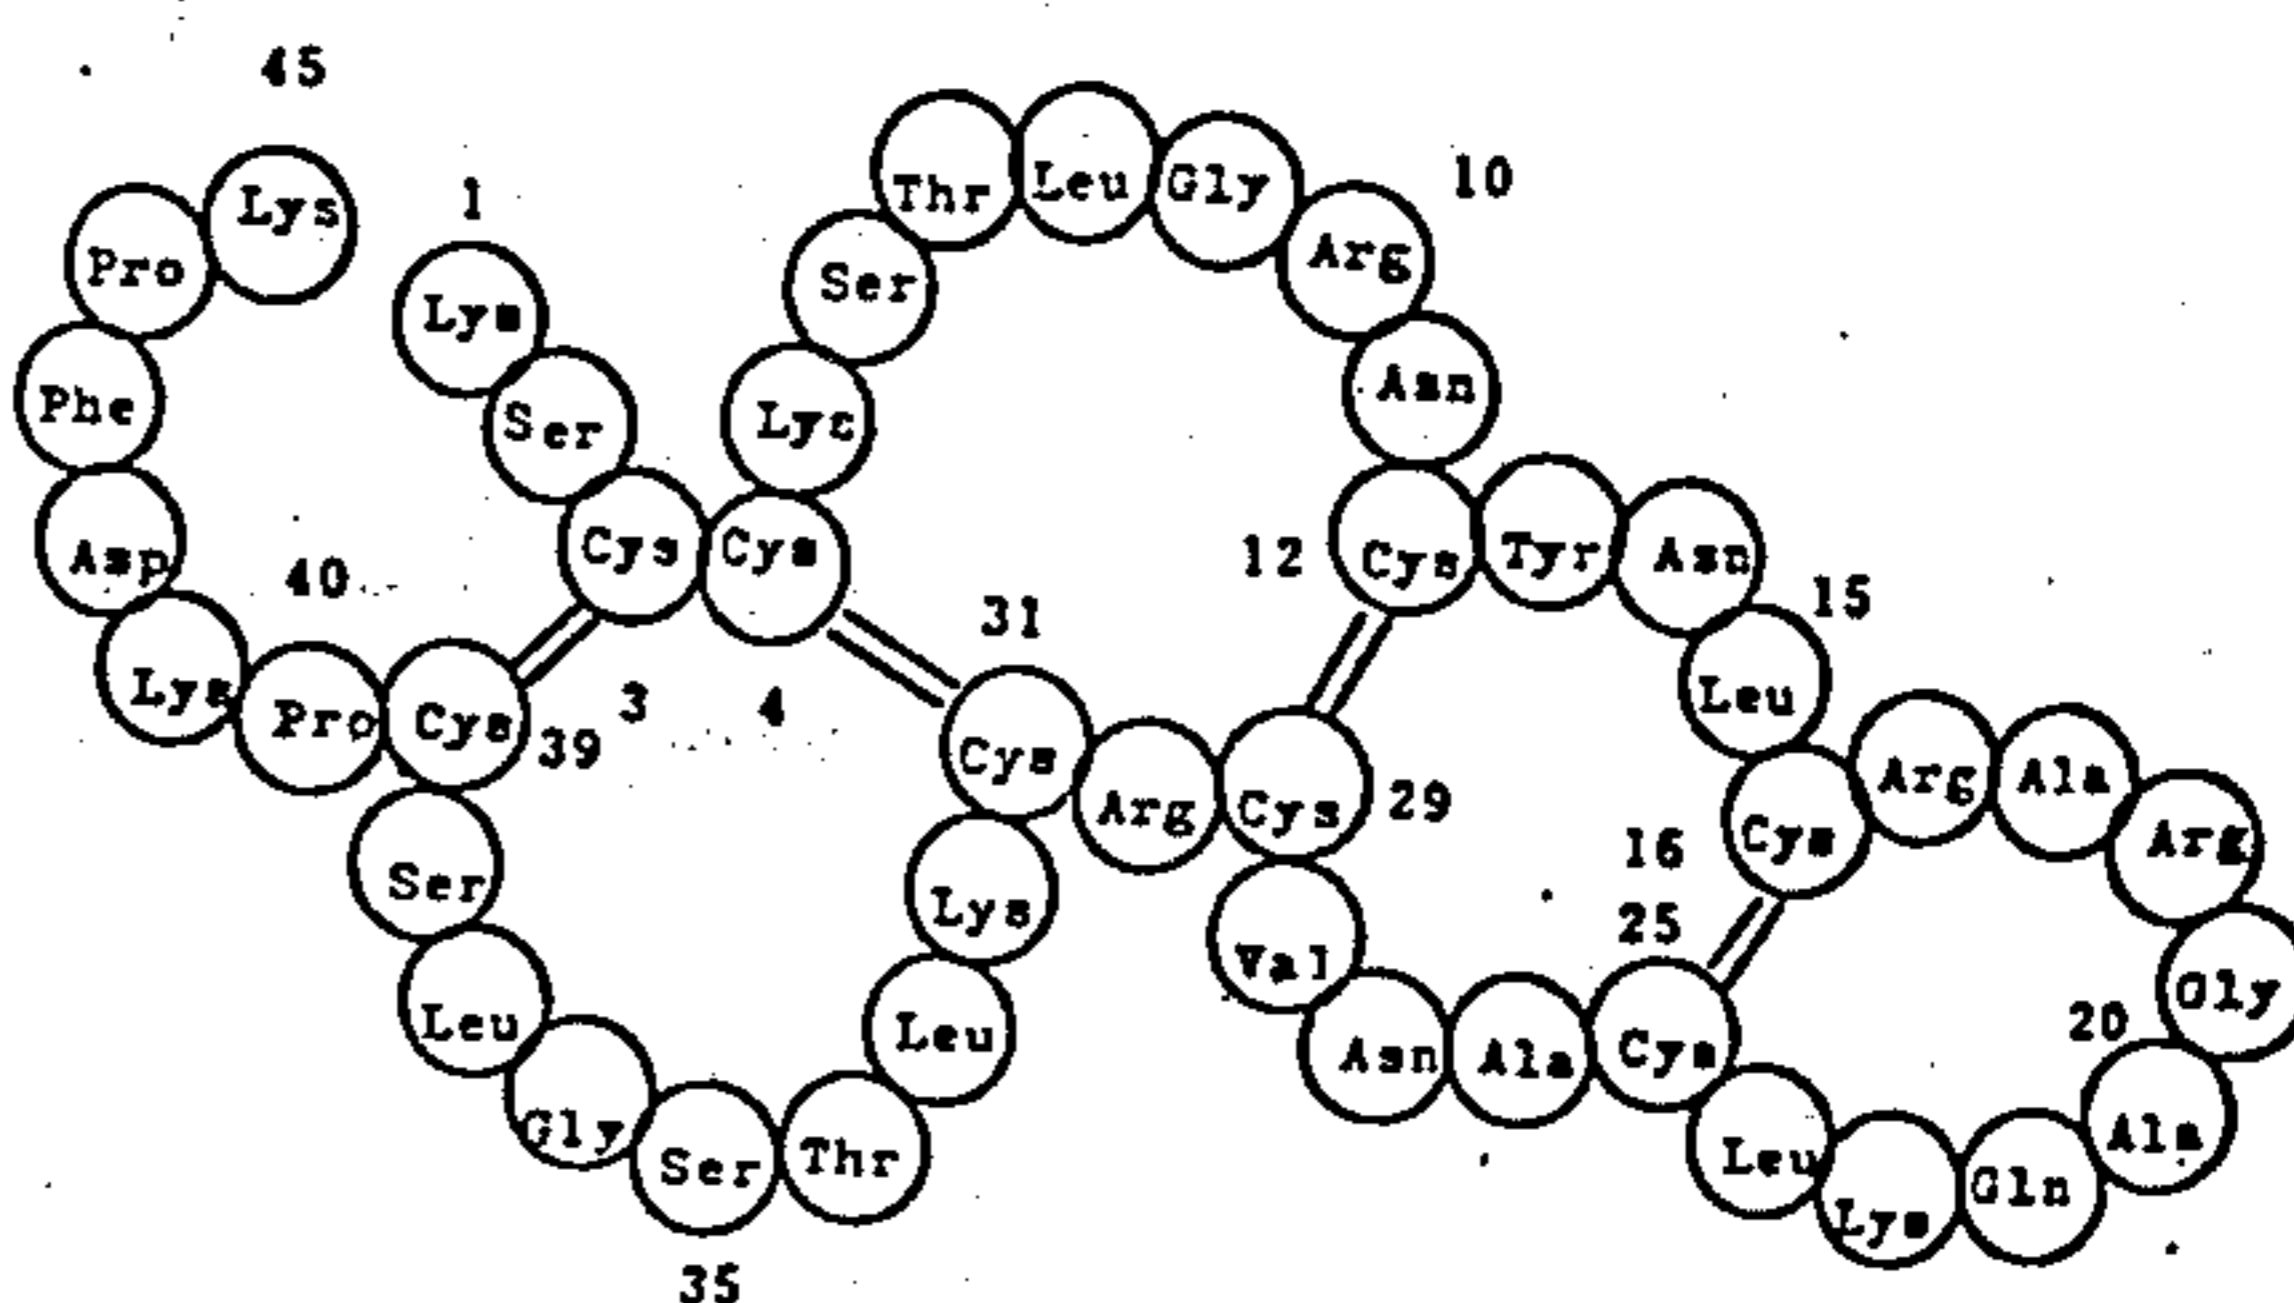 45
1
10
Lys
Pro
Phe
Asp
Lys
Pro
40
Cys
39
Lys
Ser
Cys
3
Cys
4
Lys
Ser
Thr
Leu
Gly
Arg
Asn
12
Cys
Tyr
Asn
15
Leu
16
Cys
Arg
Ala
Arg
Gly
20
Ala
Gln
Lys
Leu
25
Cys
Ala
Asn
Val
29
Cys
Arg
31
Cys
Lys
Leu
Thr
Ser
35
Gly
Leu
Ser